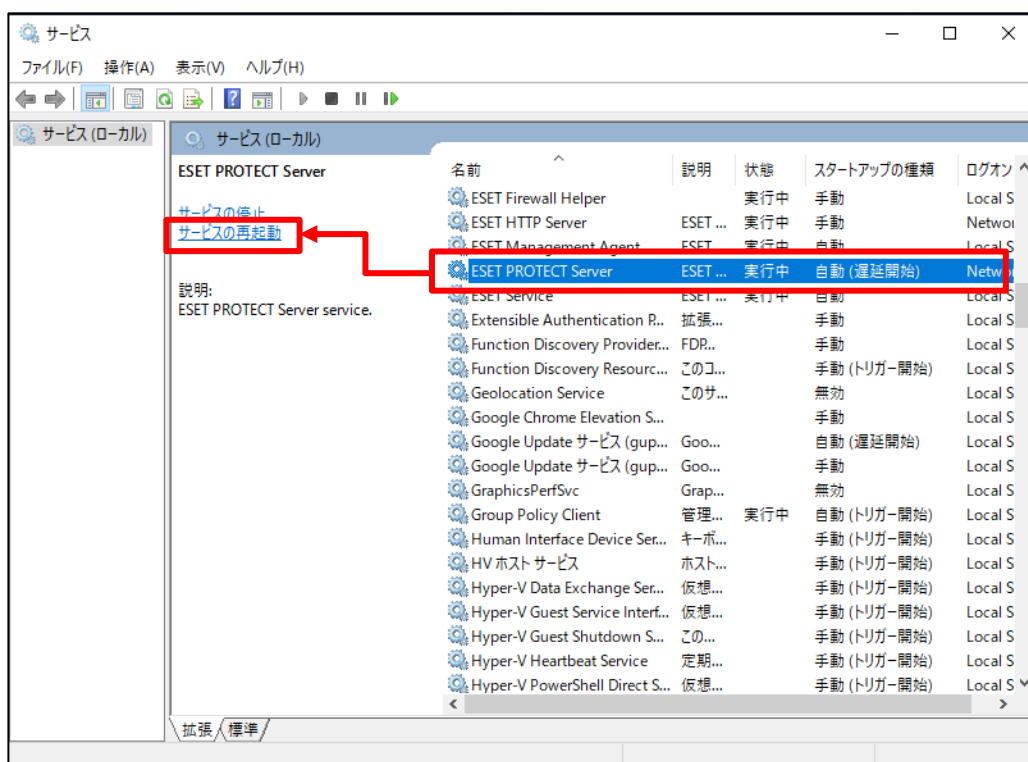 サービス
ファイル(F) 操作(A) 表示(V) ヘルプ(H)
サービス (ローカル)
サービス (ローカル)
ESET PROTECT Server
サービスの停止
サービスの再起動
説明:
ESET PROTECT Server service.
名前 説明 状態 スタートアップの種類 ログオン
ESET Firewall Helper 実行中 手動 Local S
ESET HTTP Server ESET ... 実行中 手動 Networ
ESET Management Agent ESET ... 実行中 自動 Local S
ESET PROTECT Server ESET ... 実行中 自動 (遅延開始) Networ
ESET Service ESET ... 実行中 自動 Local S
Extensible Authentication P... 拡張... 手動 Local S
Function Discovery Provider... FDP... 手動 Local S
Function Discovery Resourc... このコ... 手動 (トリガー開始) Local S
Geolocation Service このサ... 無効 Local S
Google Chrome Elevation S... 手動 Local S
Google Update サービス (gup... Goo... 自動 (遅延開始) Local S
Google Update サービス (gup... Goo... 手動 Local S
GraphicsPerfSvc Grap... 無効 Local S
Group Policy Client 管理... 実行中 自動 (トリガー開始) Local S
Human Interface Device Ser... キーボ... 手動 (トリガー開始) Local S
HV ホスト サービス ホスト... 手動 (トリガー開始) Local S
Hyper-V Data Exchange Ser... 仮想... 手動 (トリガー開始) Local S
Hyper-V Guest Service Interf... 仮想... 手動 (トリガー開始) Local S
Hyper-V Guest Shutdown S... この... 手動 (トリガー開始) Local S
Hyper-V Heartbeat Service 定期... 手動 (トリガー開始) Local S
Hyper-V PowerShell Direct S... 仮想... 手動 (トリガー開始) Local S
拡張 標準